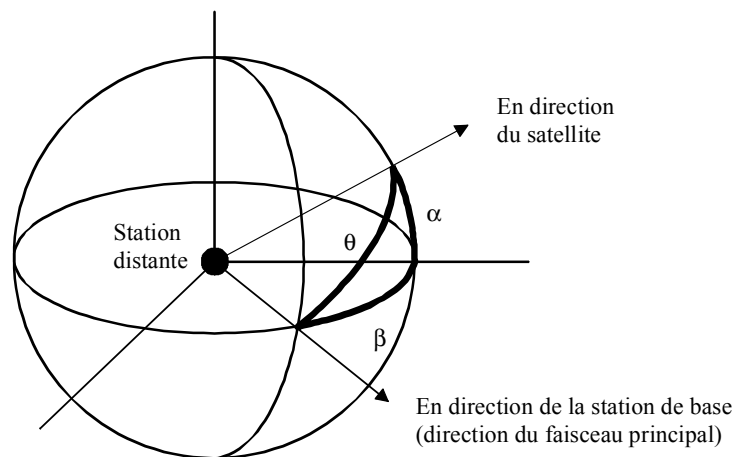 En direction
du satellite
α
Station
distante
θ
β
En direction de la station de base
(direction du faisceau principal)